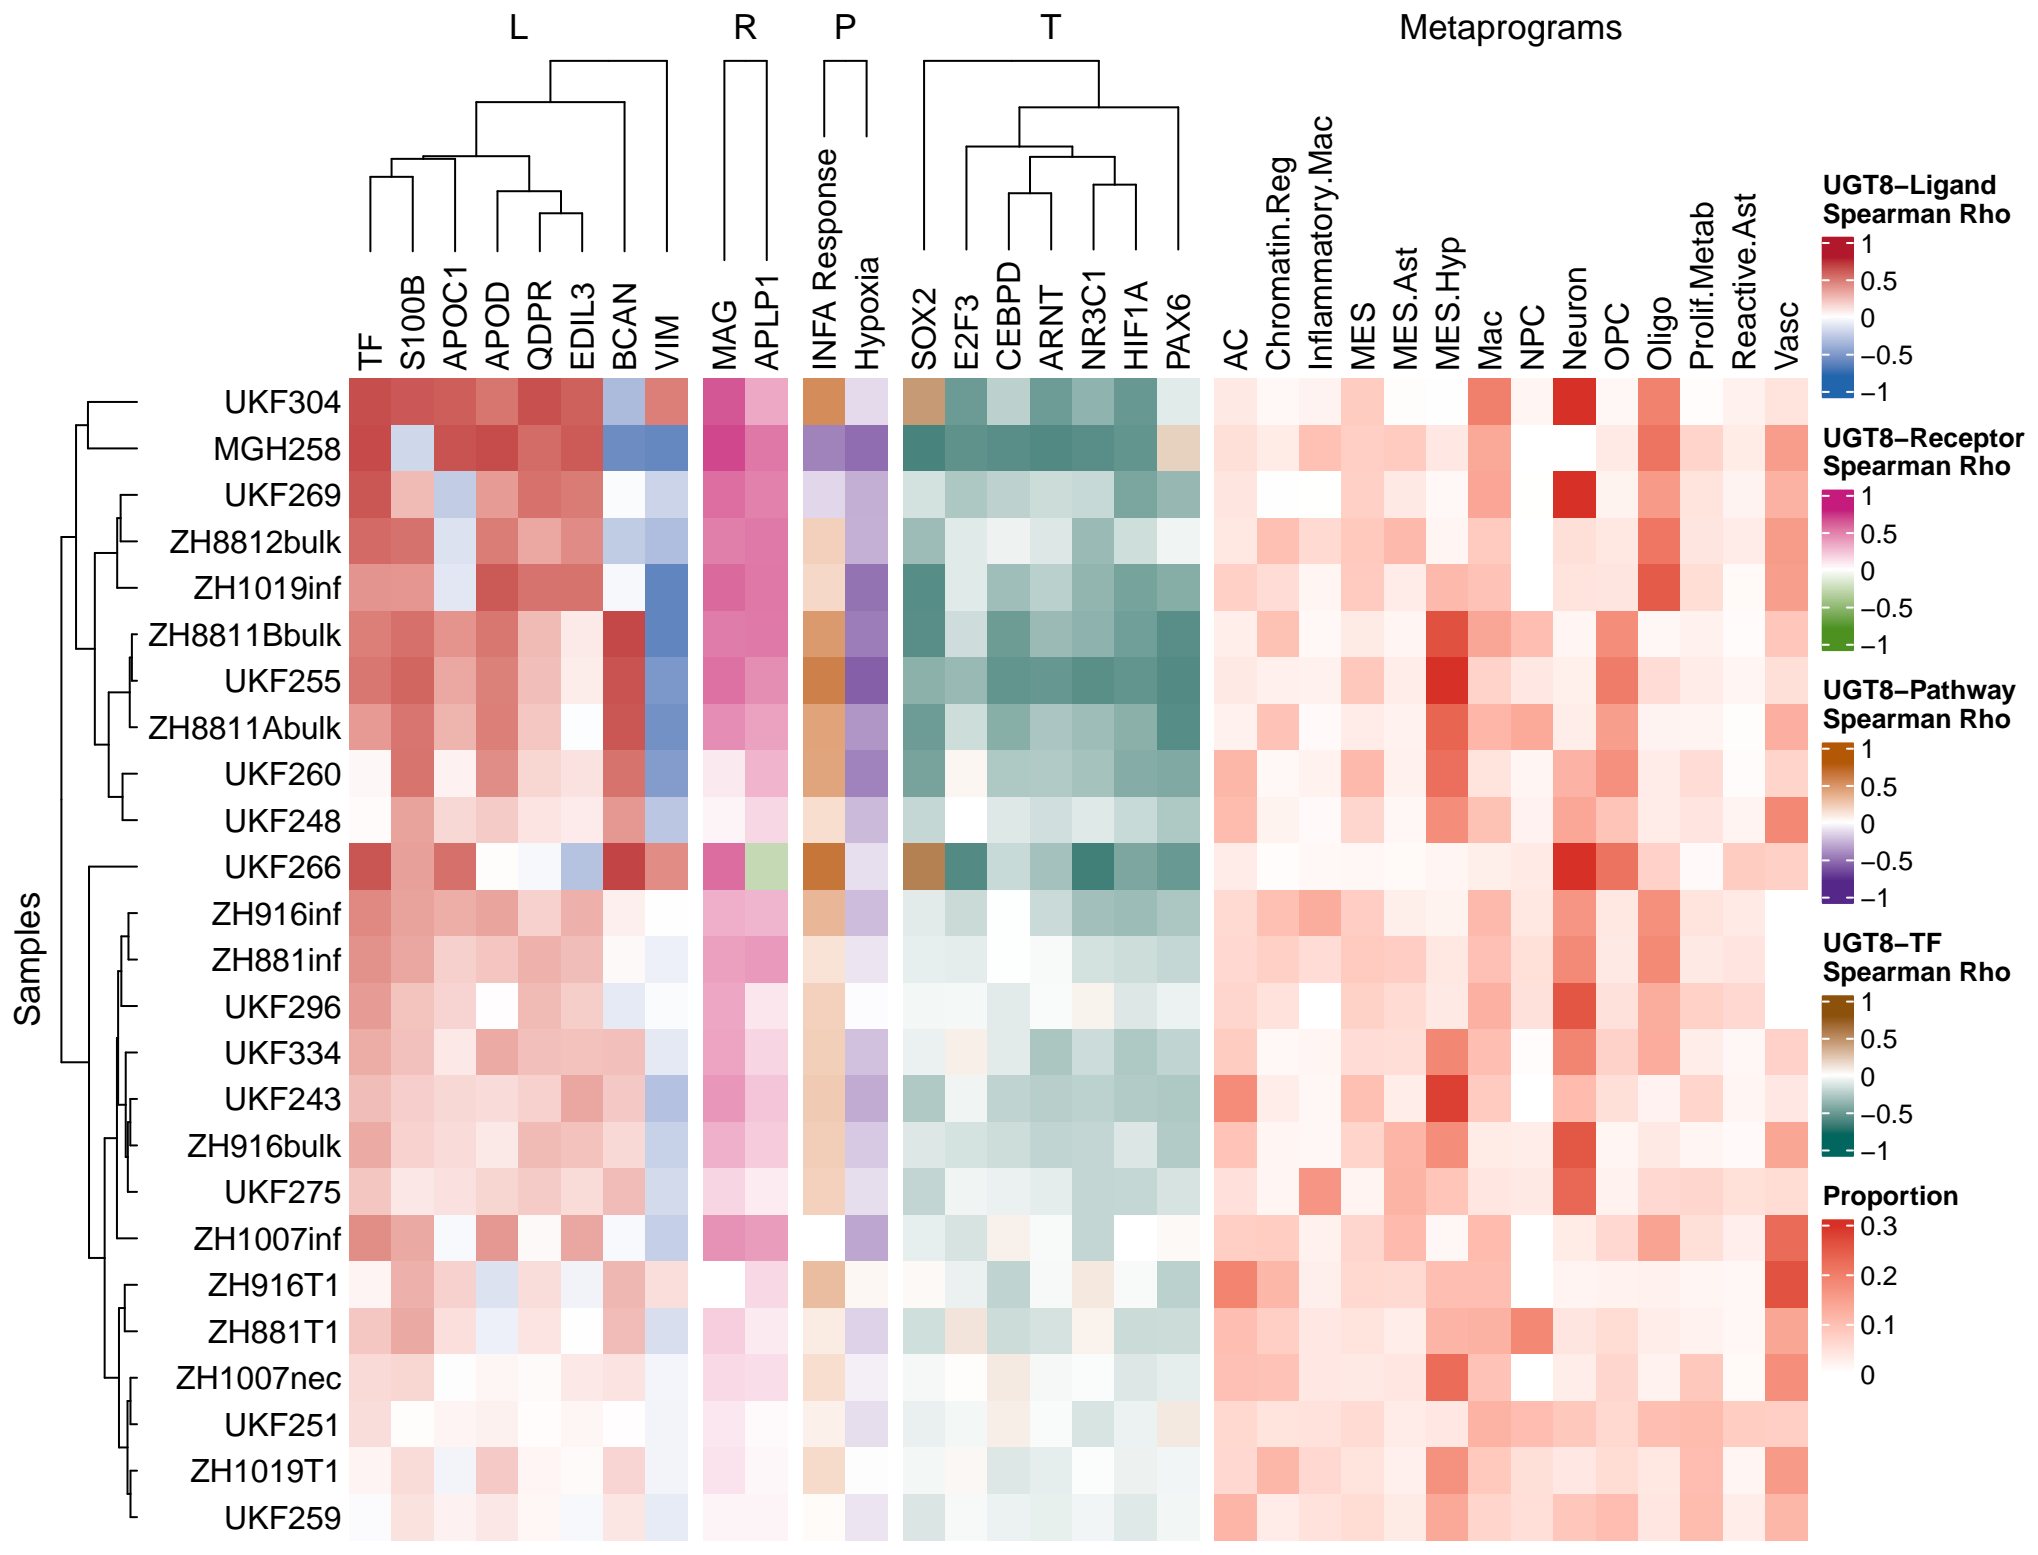 L R P T Metaprograms
TF S100B APOC1 APOD QDPR EDIL3 BCAN VIM MAG APLP1 INFA Response Hypoxia SOX2 E2F3 CEBPD ARNT NR3C1 HIF1A PAX6 AC Chromatin.Reg Inflammatory.Mac MES MES.Ast MES.Hyp Mac NPC Neuron OPC Oligo Prolif.Metab Reactive.Ast Vasc
Samples
UKF304
MGH258
UKF269
ZH8812bulk
ZH1019inf
ZH8811Bbulk
UKF255
ZH8811Abulk
UKF260
UKF248
UKF266
ZH916inf
ZH881inf
UKF296
UKF334
UKF243
ZH916bulk
UKF275
ZH1007inf
ZH916T1
ZH881T1
ZH1007nec
UKF251
ZH1019T1
UKF259
UGT8−Ligand
Spearman Rho
1
0.5
0
−0.5
−1
UGT8−Receptor
Spearman Rho
1
0.5
0
−0.5
−1
UGT8−Pathway
Spearman Rho
1
0.5
0
−0.5
−1
UGT8−TF
Spearman Rho
1
0.5
0
−0.5
−1
Proportion
0.3
0.2
0.1
0